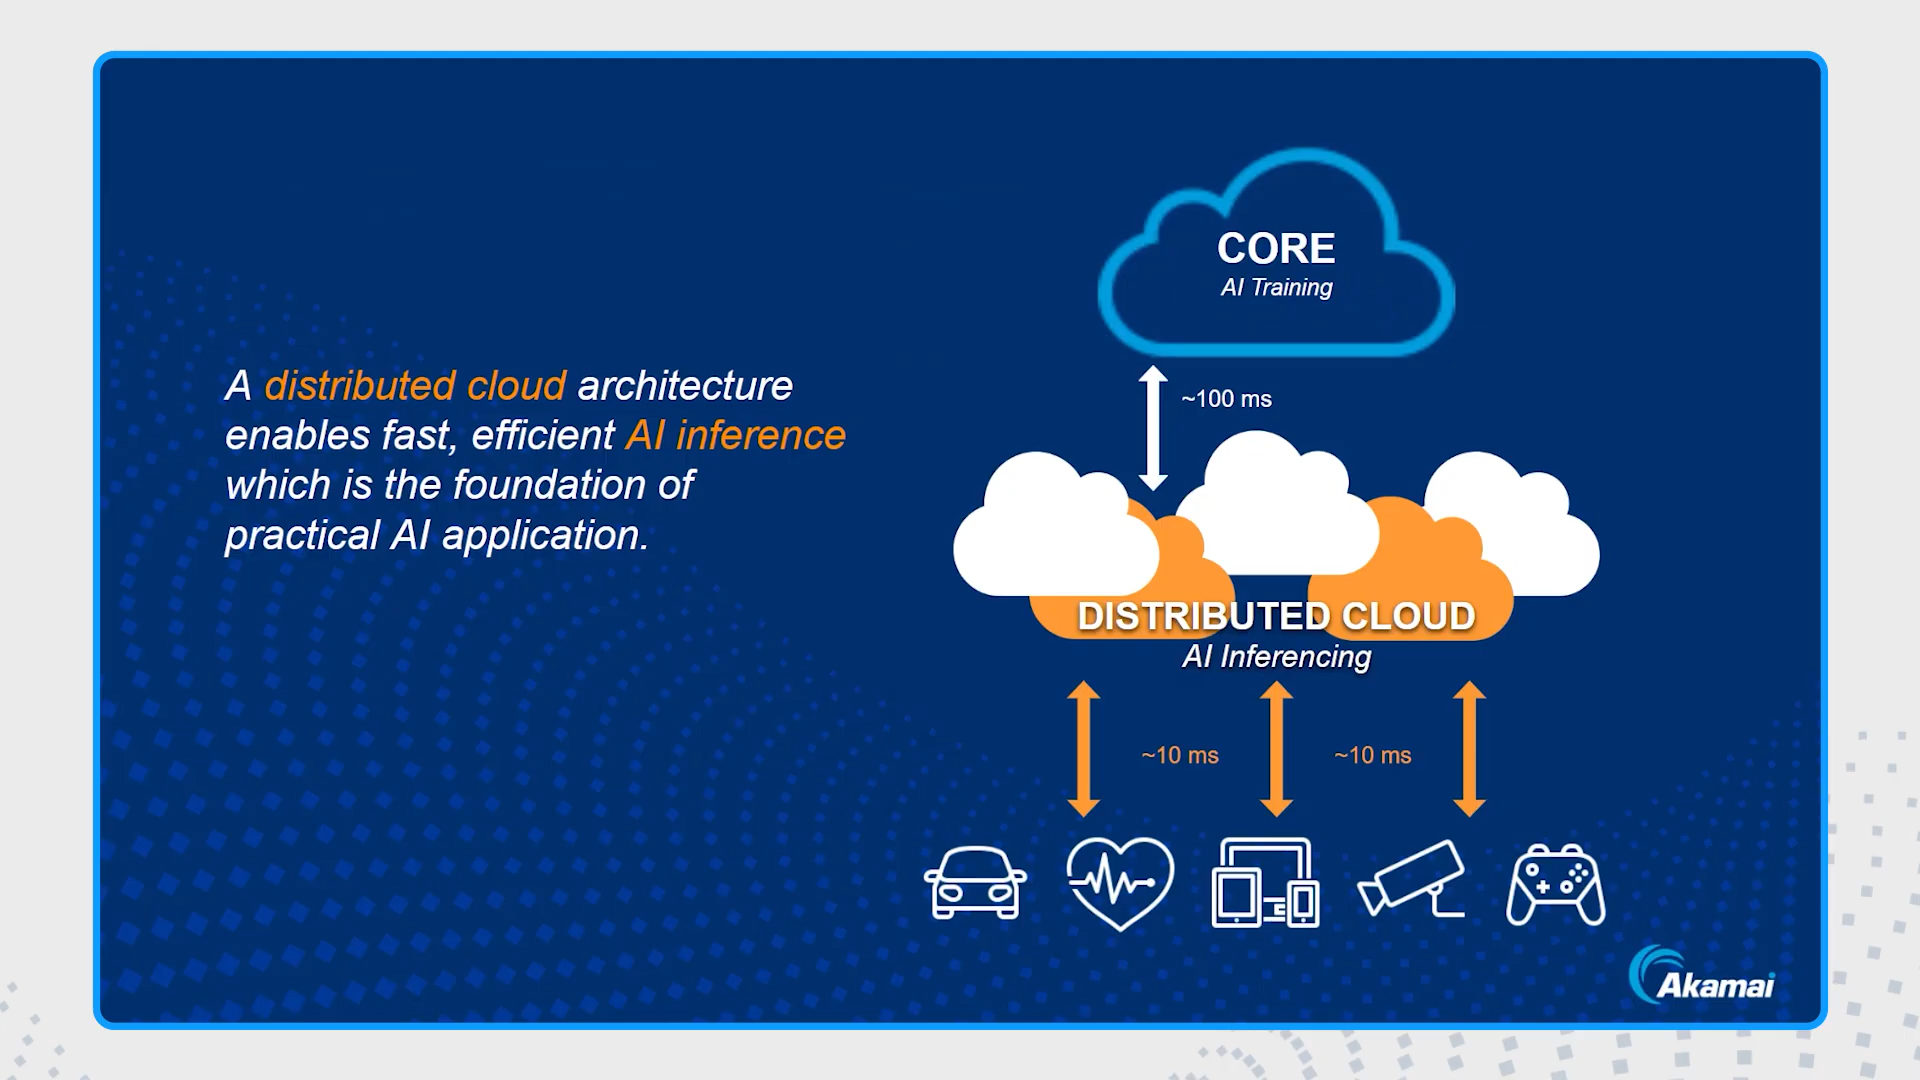 A distributed cloud architecture
enables fast, efficient AI inference
which is the foundation of
practical AI application.
CORE
AI Training
~100 ms
DISTRIBUTED CLOUD
AI Inferencing
~10 ms
~10 ms
Akamai